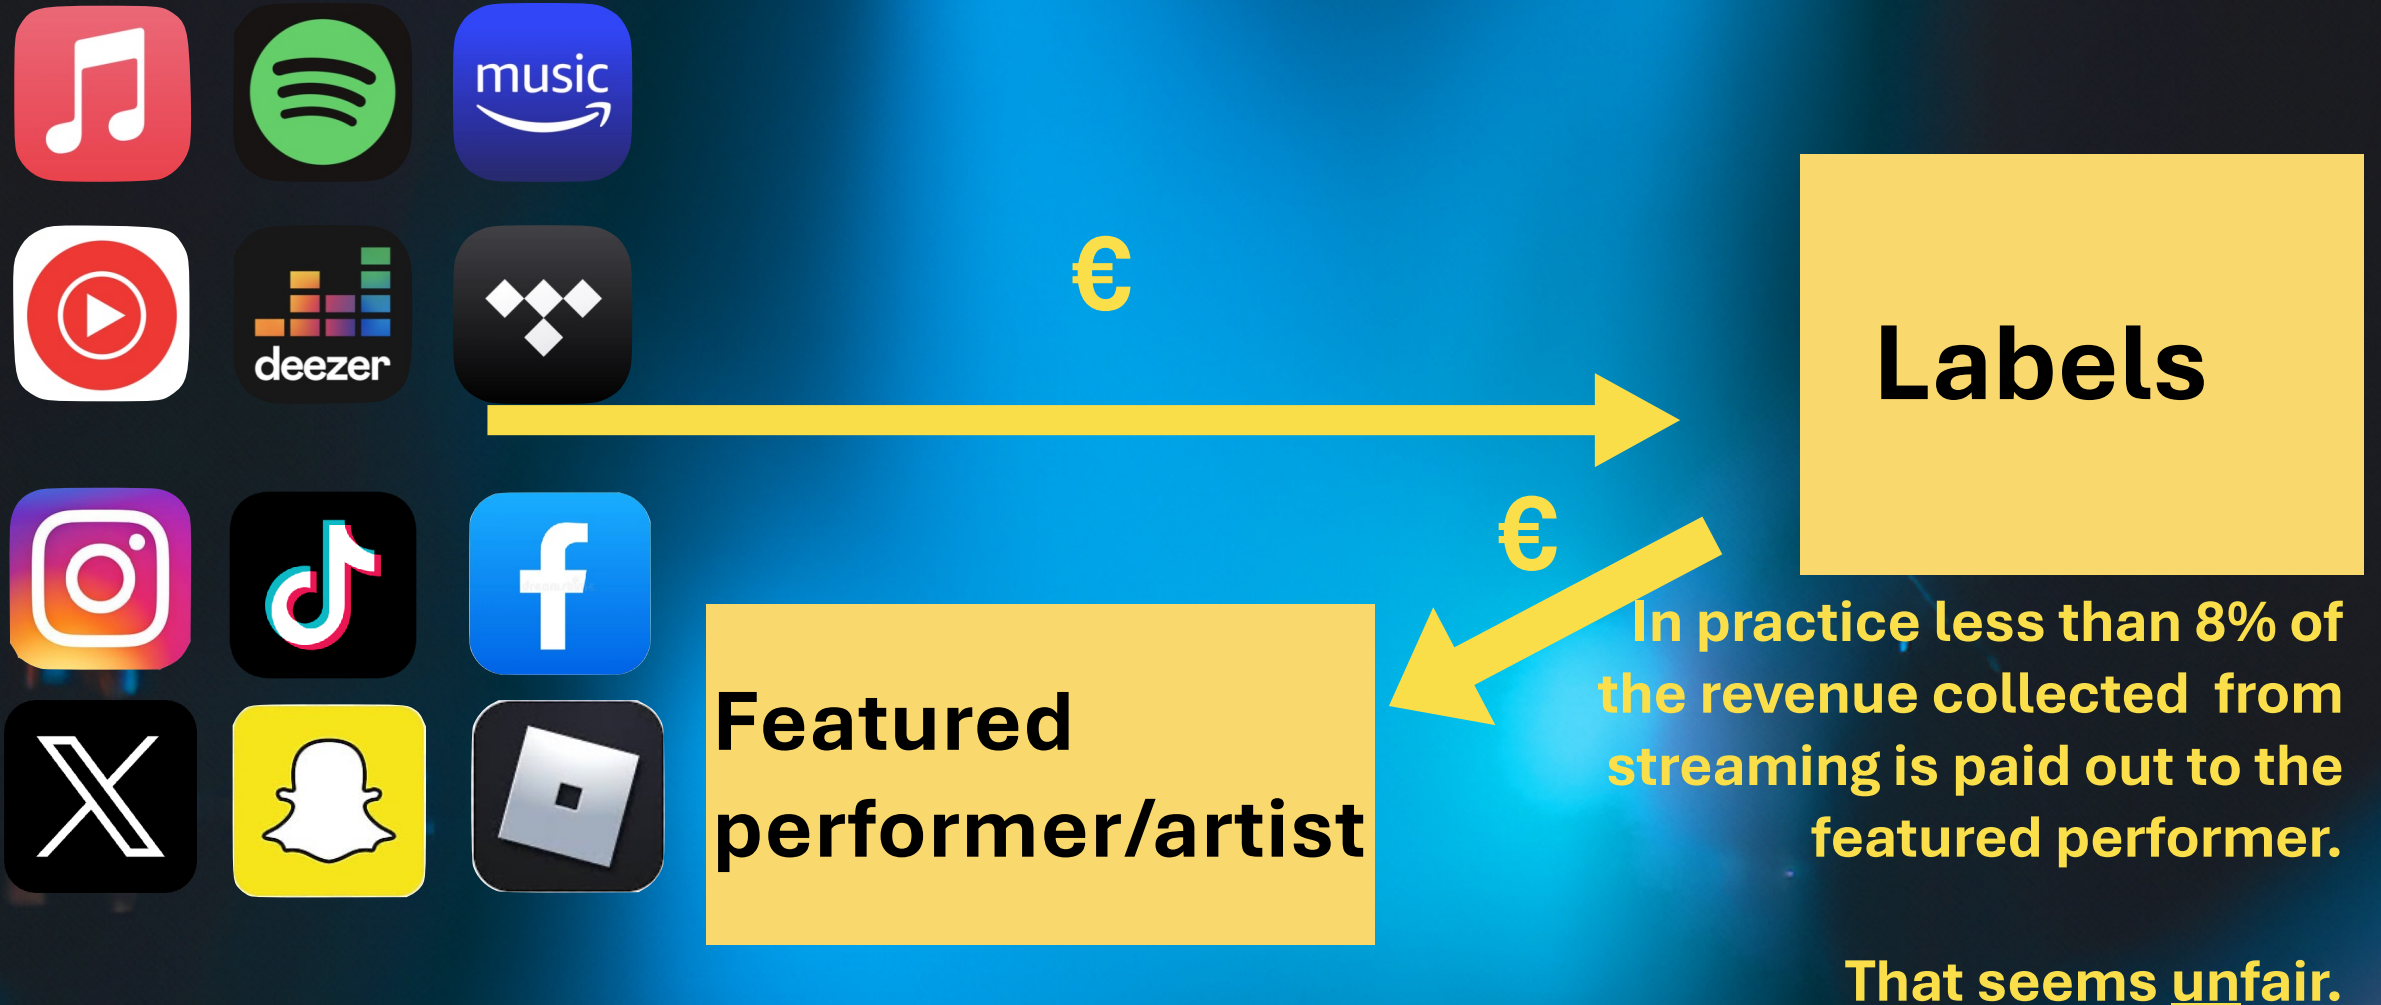 music
deezer
€
Labels
€
Featured
performer/artist
In practice less than 8% of
the revenue collected  from
streaming is paid out to the
featured performer.
That seems unfair.